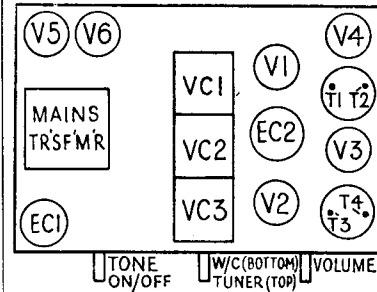 V5 V6 V4
V1
VC1
T1 T2
MAINS
TR'SF'M'R
EC2
VC2
V3
VC3
V2
T4
T3
EC1
TONE
ON/OFF
W/C (BOTTOM)
TUNER (TOP)
VOLUME